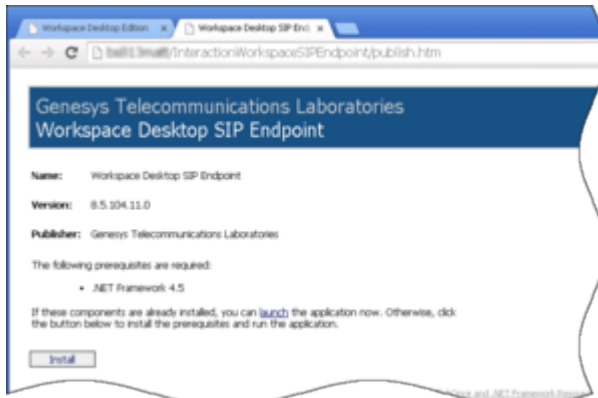 Workspace Desktop Edition
Workspace Desktop SIP End
/InteractionWorkspaceSIPEndpoint/publish.htm
Genesys Telecommunications Laboratories
Workspace Desktop SIP Endpoint
Name: Workspace Desktop SIP Endpoint
Version: 8.5.104.11.0
Publisher: Genesys Telecommunications Laboratories
The following prerequisites are required:
• .NET Framework 4.5
If these components are already installed, you can launch the application now. Otherwise, click
the button below to install the prerequisites and run the application.
Install
and .NET Framework